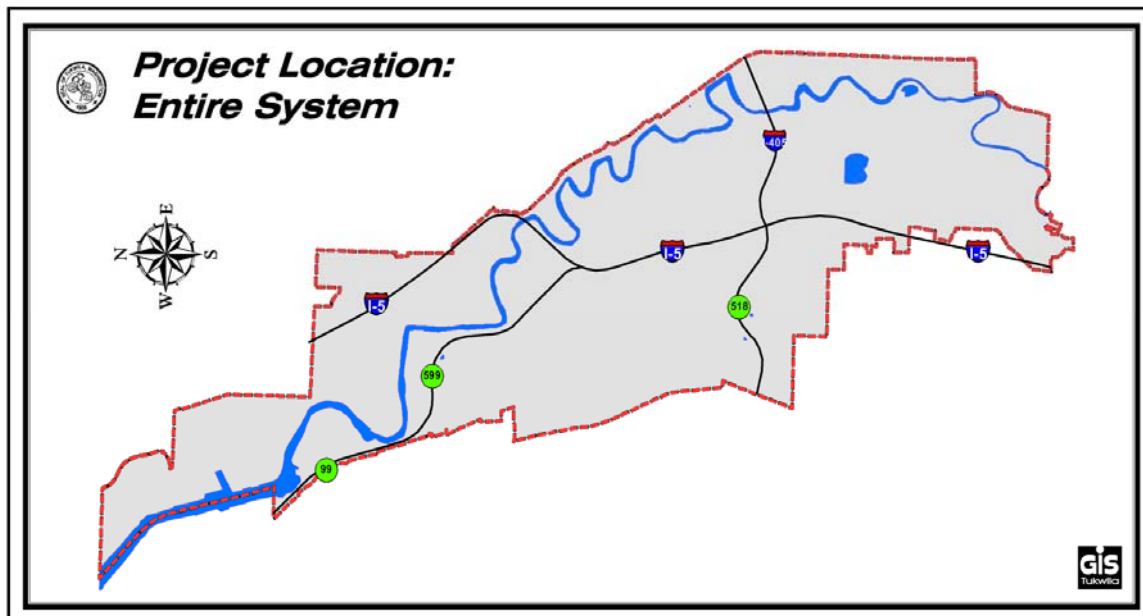 Project Location:
Entire System
I-405
I-5
I-5
I-5
518
599
99
N
E
S
W
GIS
Tukwila